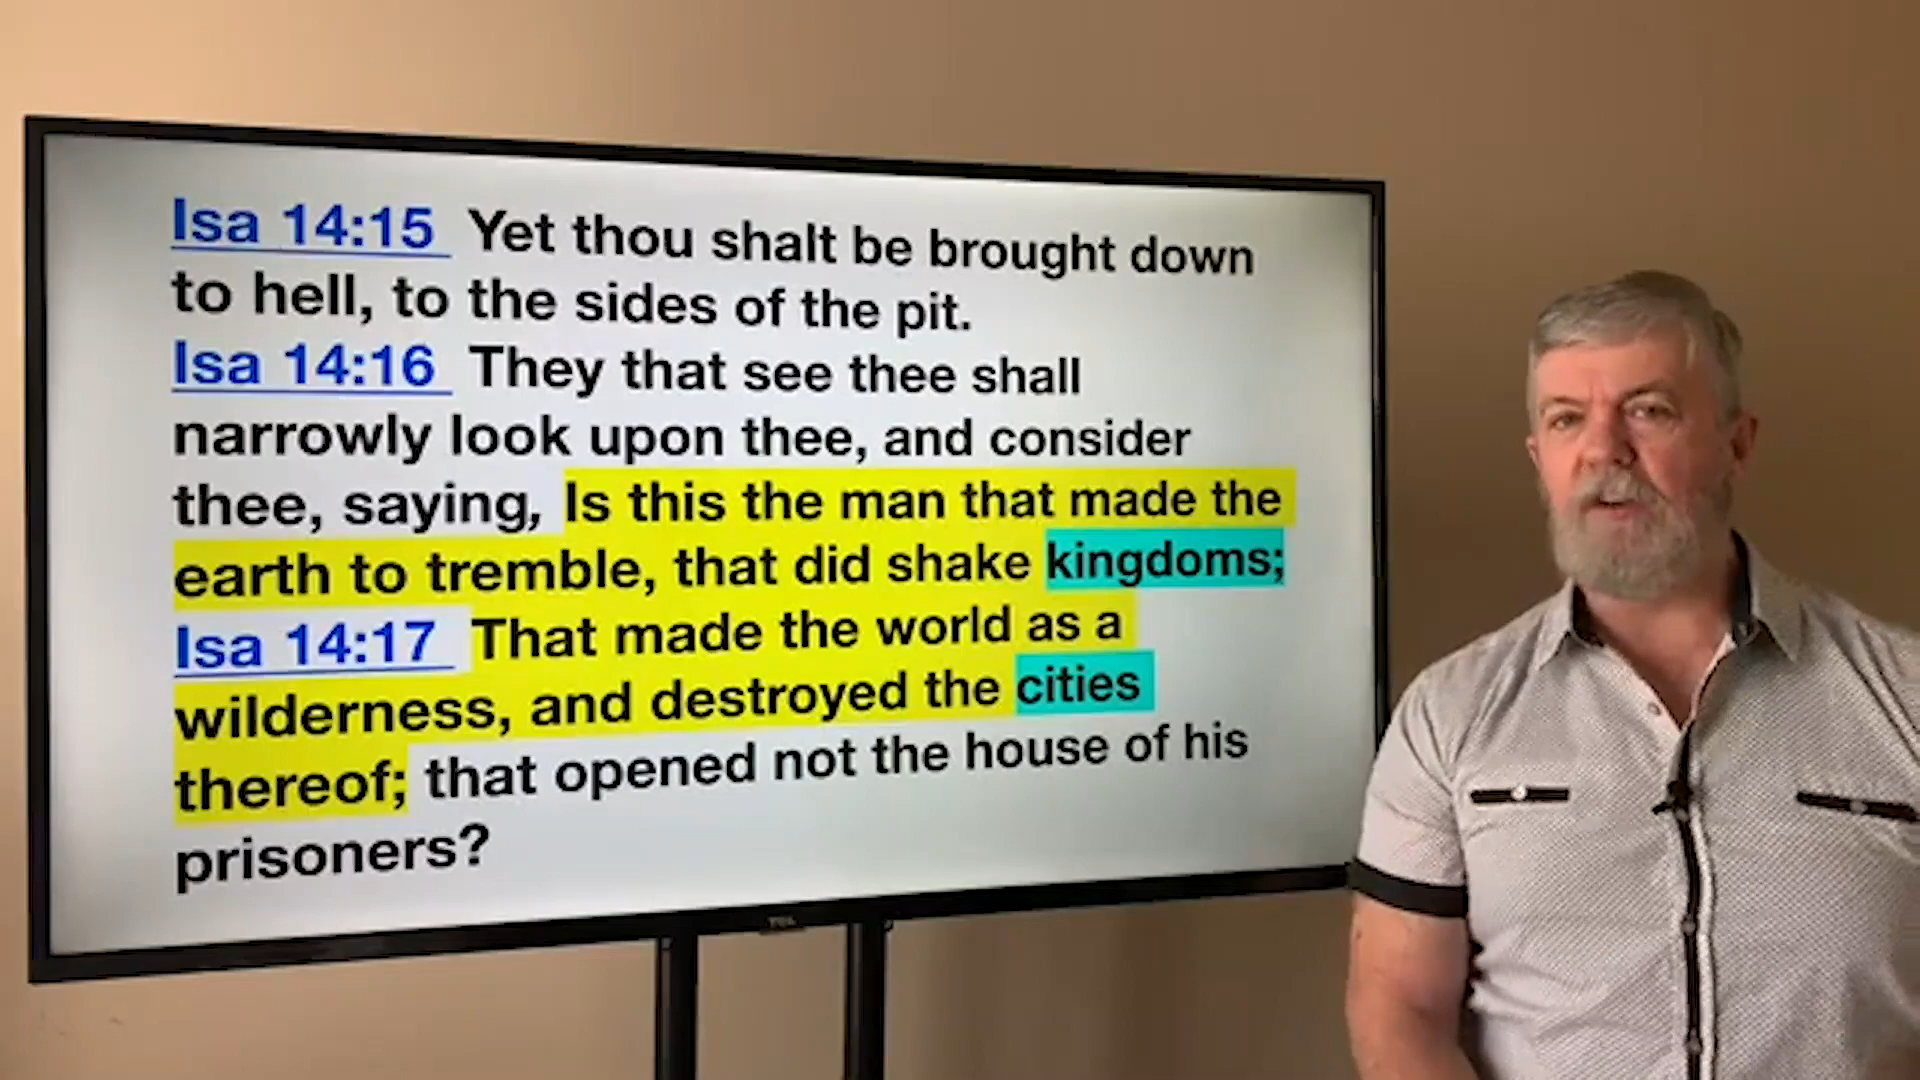 Isa 14:15 Yet thou shalt be brought down
to hell, to the sides of the pit.
Isa 14:16 They that see thee shall
narrowly look upon thee, and consider
thee, saying, Is this the man that made the
earth to tremble, that did shake kingdoms;
Isa 14:17 That made the world as a
wilderness, and destroyed the cities
thereof; that opened not the house of his
prisoners?
TCL